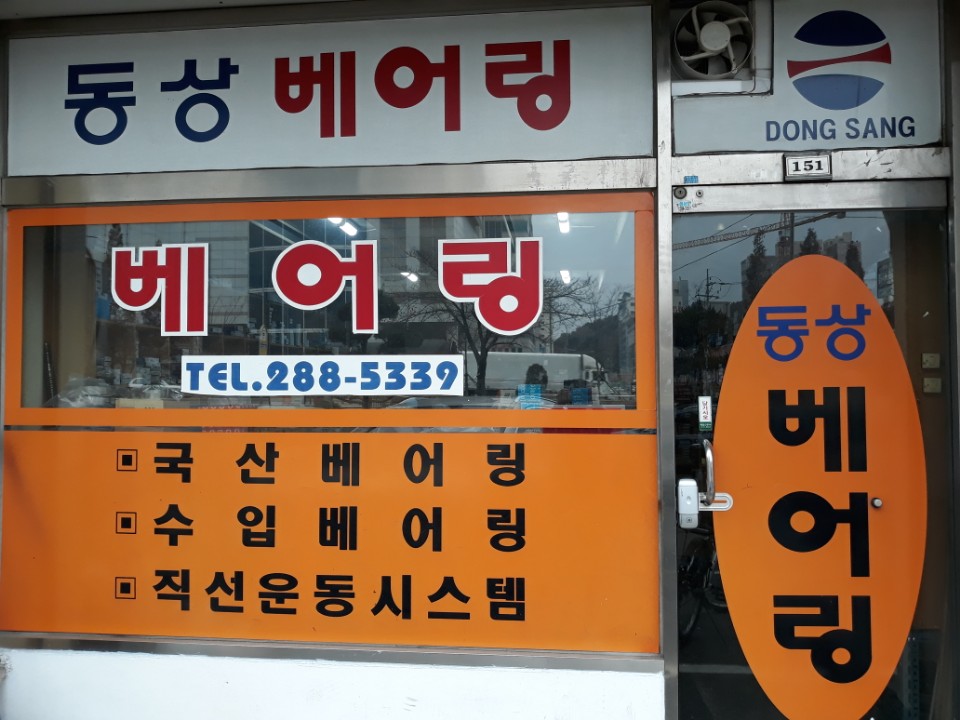 동상 베어링
DONG SANG
151
베어링
TEL.288-5339
국산베어링
수입베어링
직선운동시스템
동상
베어링